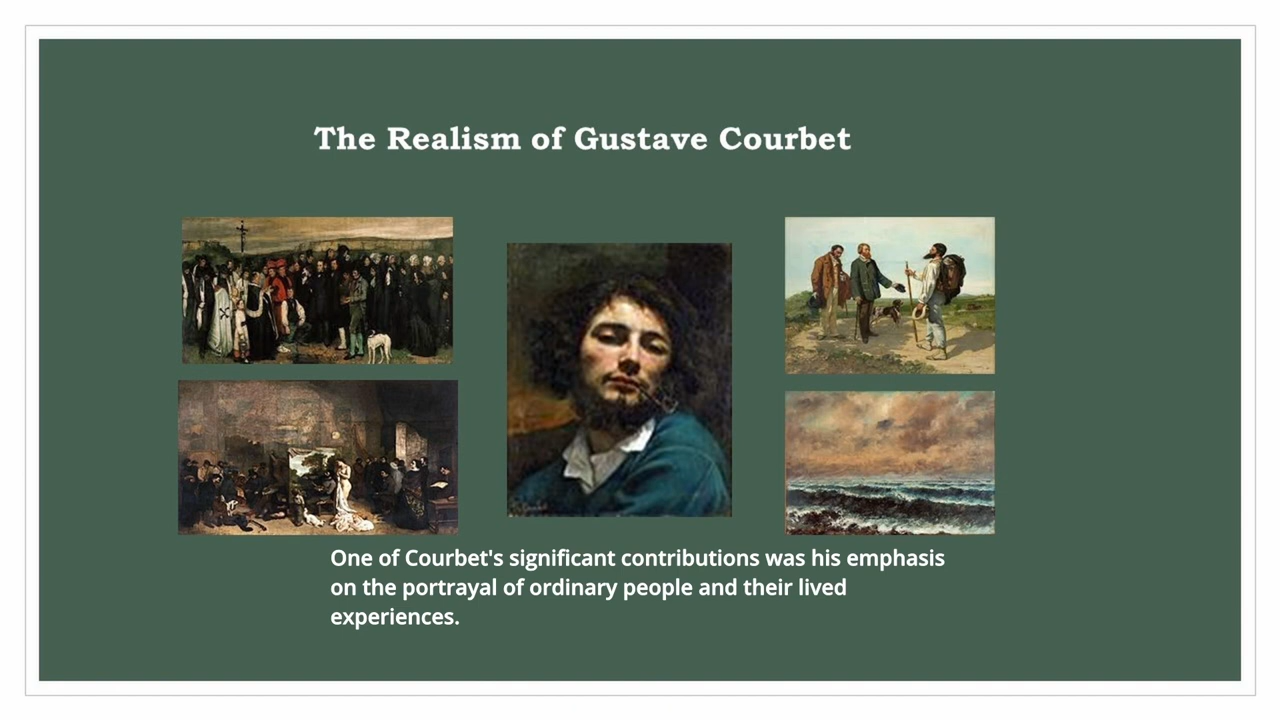 The Realism of Gustave Courbet
One of Courbet's significant contributions was his emphasis
on the portrayal of ordinary people and their lived
experiences.